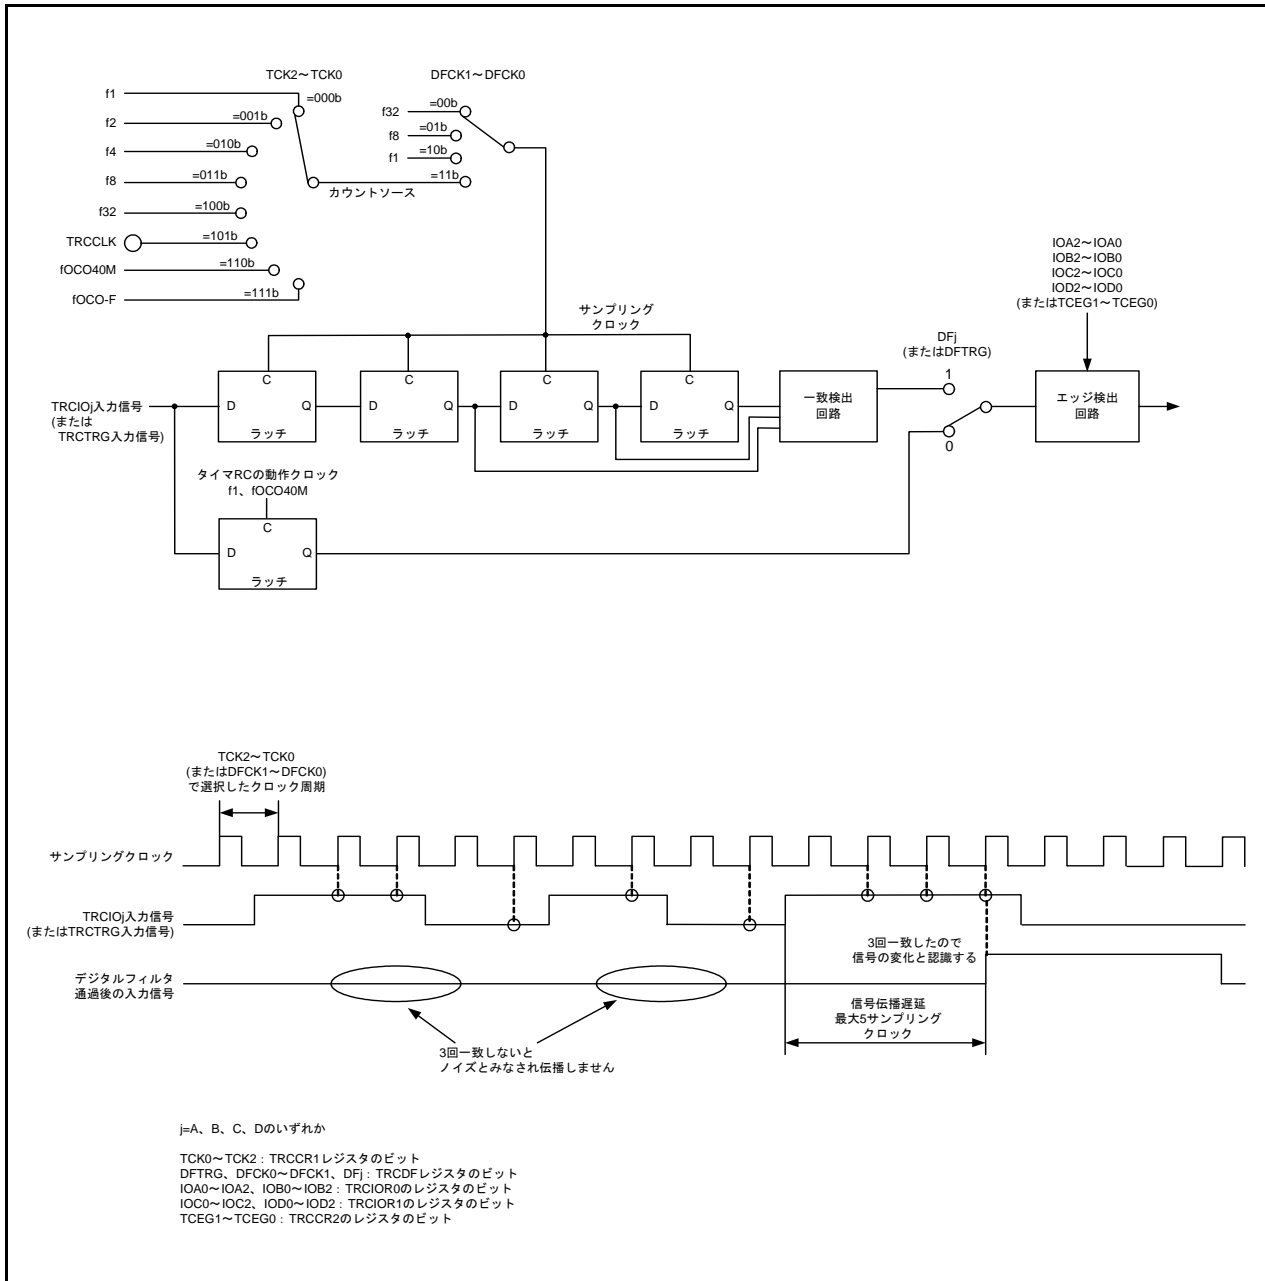 TCK2～TCK0
DFCK1～DFCK0
f1
=000b
f2
=001b
f4
=010b
f8
=011b
f32
=100b
TRCCLK
=101b
fOCO40M
=110b
fOCO-F
=111b
カウントソース
f32
=00b
f8
=01b
f1
=10b
=11b
サンプリング
クロック
IOA2～IOA0
IOB2～IOB0
IOC2～IOC0
IOD2～IOD0
(またはTCEG1～TCEG0)
DFj
(またはDFTRG)
1
0
TRCIOj入力信号
(または
TRCTRG入力信号)
C
D
Q
ラッチ
C
D
Q
ラッチ
C
D
Q
ラッチ
C
D
Q
ラッチ
一致検出
回路
エッジ検出
回路
タイマRCの動作クロック
f1、fOCO40M
C
D
Q
ラッチ
TCK2～TCK0
(またはDFCK1～DFCK0)
で選択したクロック周期
サンプリングクロック
TRCIOj入力信号
(またはTRCTRG入力信号)
3回一致したので
信号の変化と認識する
デジタルフィルタ
通過後の入力信号
信号伝播遅延
最大5サンプリング
クロック
3回一致しないと
ノイズとみなされ伝播しません
j=A、B、C、Dのいずれか
TCK0～TCK2：TRCCR1レジスタのビット
DFTRG、DFCK0～DFCK1、DFj：TRCDFレジスタのビット
IOA0～IOA2、IOB0～IOB2：TRCIOR0のレジスタのビット
IOC0～IOC2、IOD0～IOD2：TRCIOR1のレジスタのビット
TCEG1～TCEG0：TRCCR2のレジスタのビット